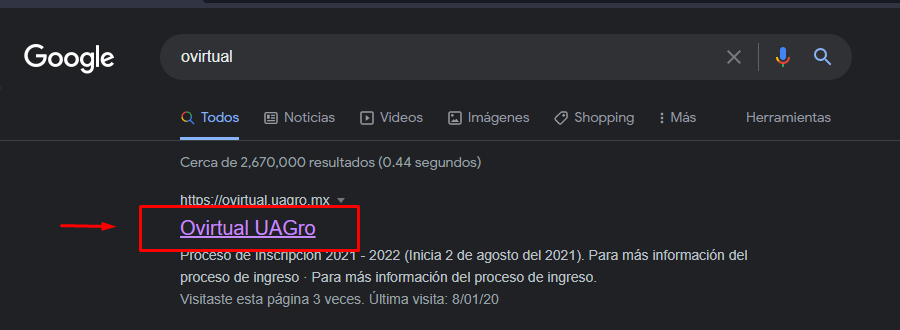 Google
ovirtual
Todos Noticias Videos Imágenes Shopping Más Herramientas
Cerca de 2,670,000 resultados (0.44 segundos)
https://ovirtual.uagro.mx
Ovirtual UAGro
Proceso de inscripción 2021 - 2022 (Inicia 2 de agosto del 2021). Para más información del
proceso de ingreso · Para más información del proceso de ingreso.
Visitaste esta página 3 veces. Última visita: 8/01/20